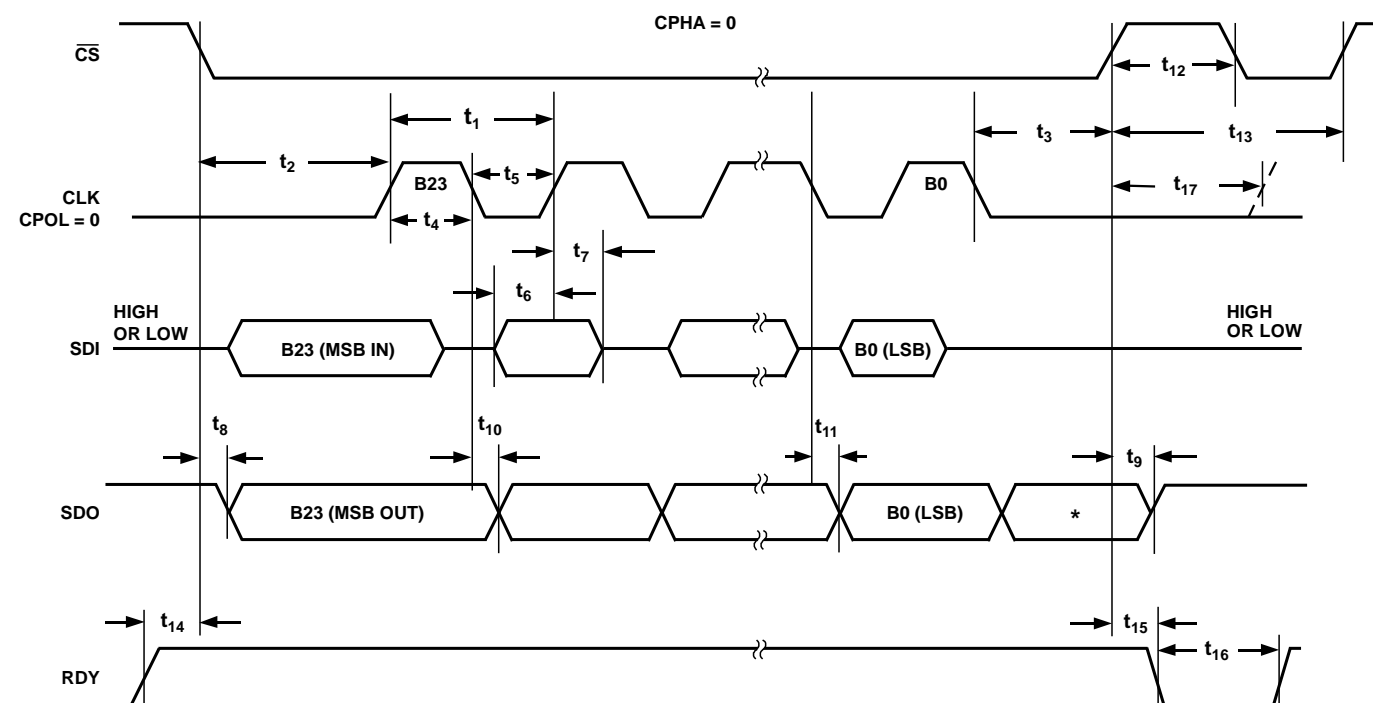 CPHA = 0
CS
t12
t1
t3
t13
t2
B23
t5
B0
t17
CLK
CPOL = 0
t4
t7
t6
HIGH
OR LOW
HIGH
OR LOW
SDI
B23 (MSB IN)
B0 (LSB)
t8
t10
t11
t9
SDO
B23 (MSB OUT)
B0 (LSB)
*
t14
t15
t16
RDY